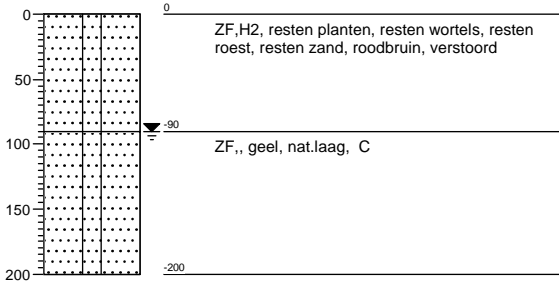 0
50
100
150
200
0
ZF,H2, resten planten, resten wortels, resten
roest, resten zand, roodbruin, verstoord
-90
ZF,, geel, nat.laag, C
-200